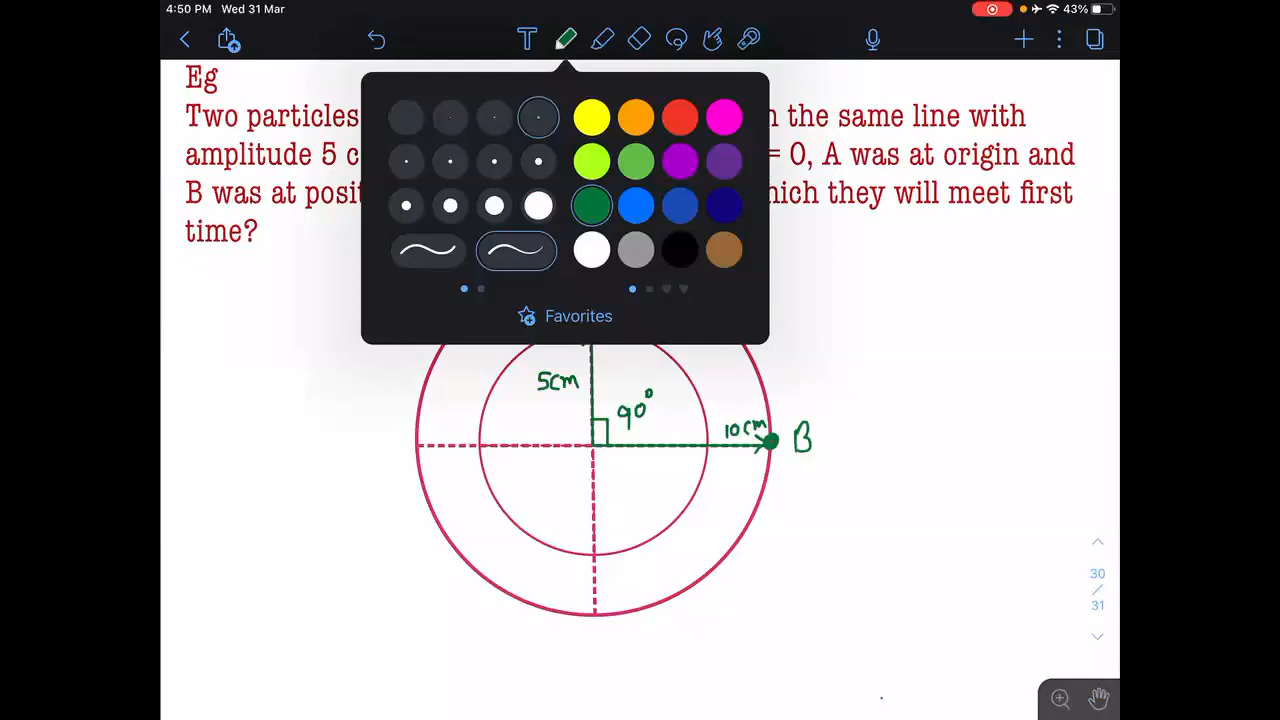 4:50 PM Wed 31 Mar
43%
Eg
Two particles
the same line with
amplitude 5 c
= 0, A was at origin and
B was at posit
they will meet first
time?
Favorites
5cm
90°
10cm
B
30
/
31